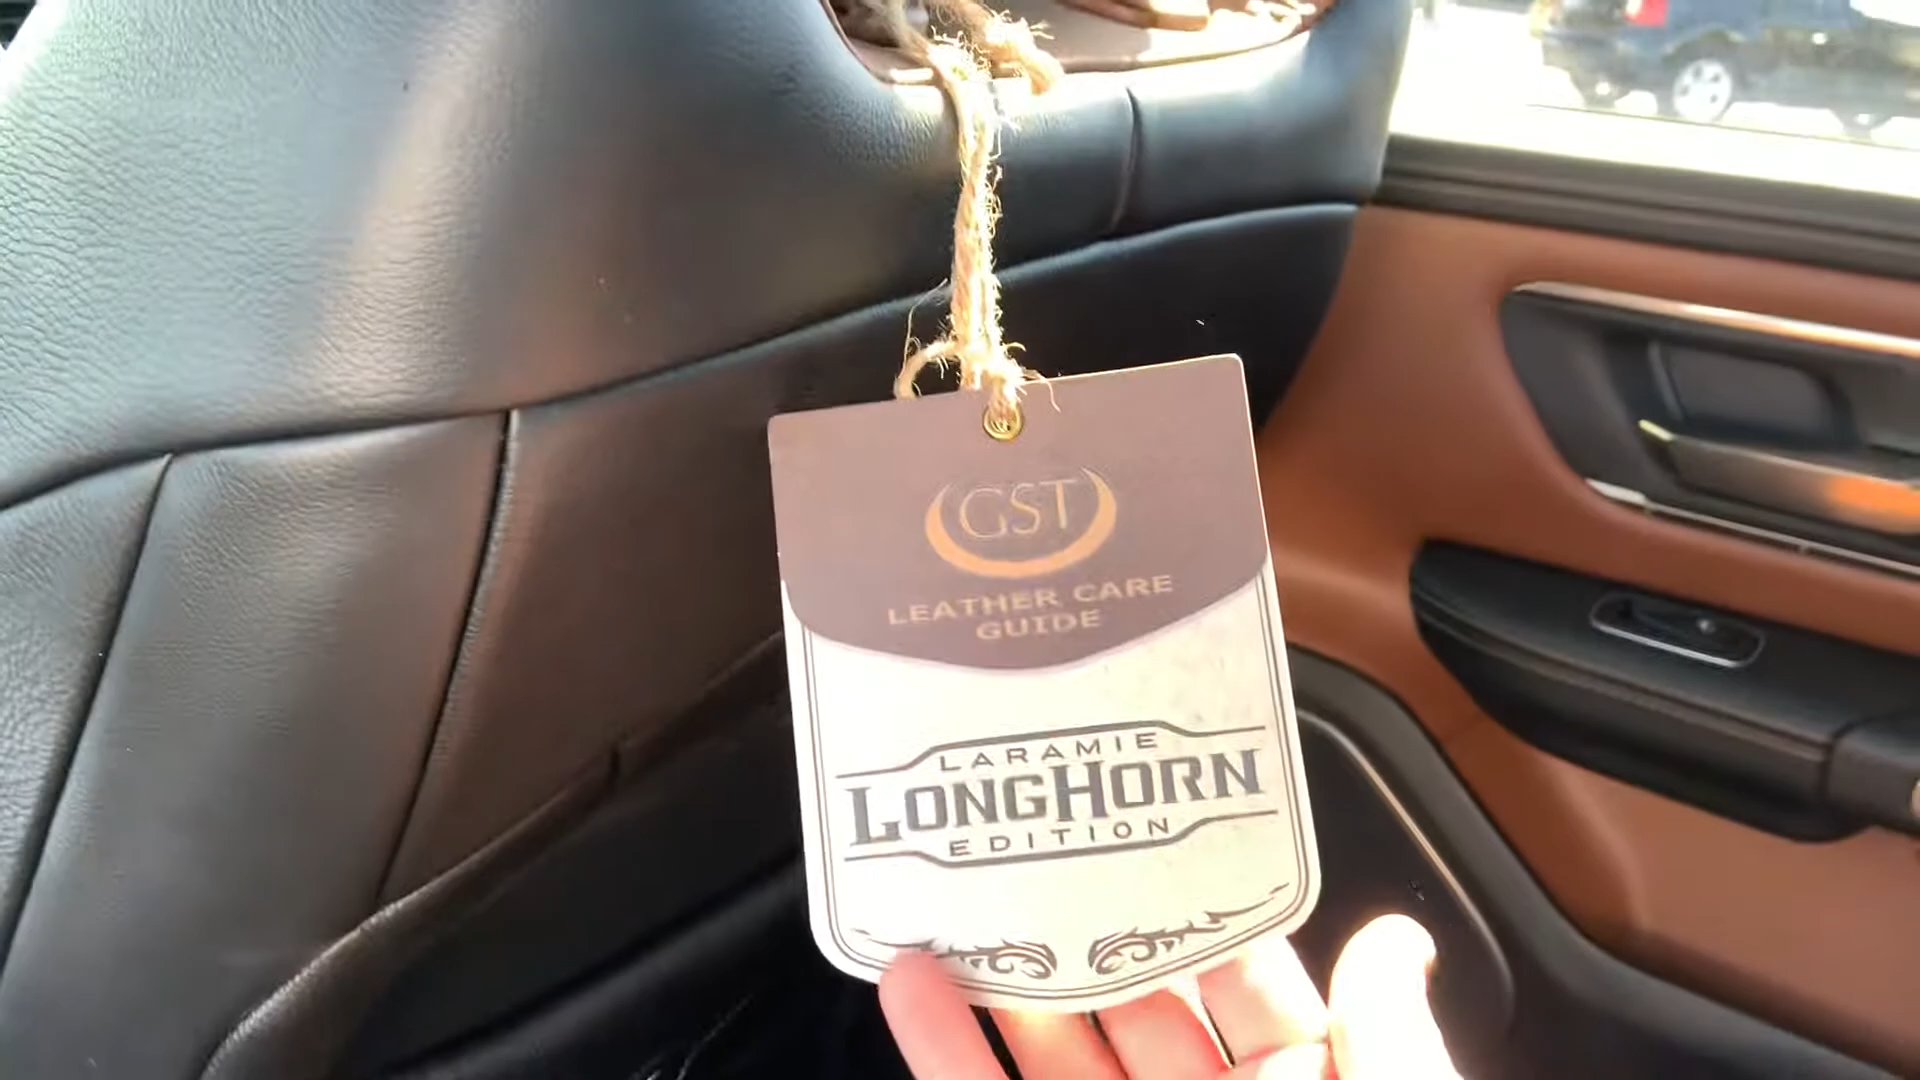 GST
LEATHER CARE
GUIDE
LARAMIE
LONGHORN
EDITION